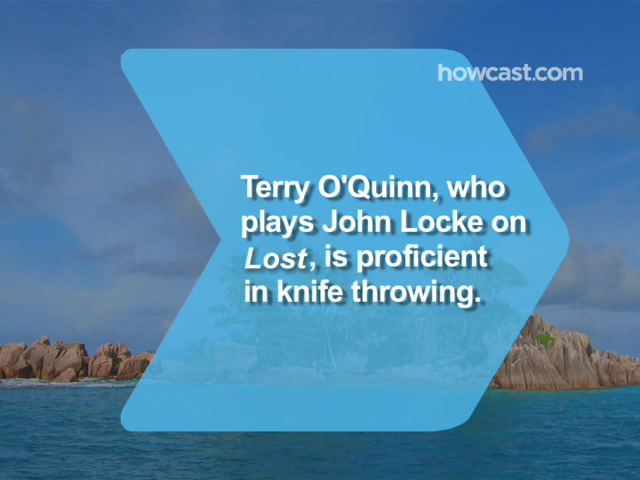 howcast.com
Terry O'Quinn, who
plays John Locke on
Lost, is proficient
in knife throwing.